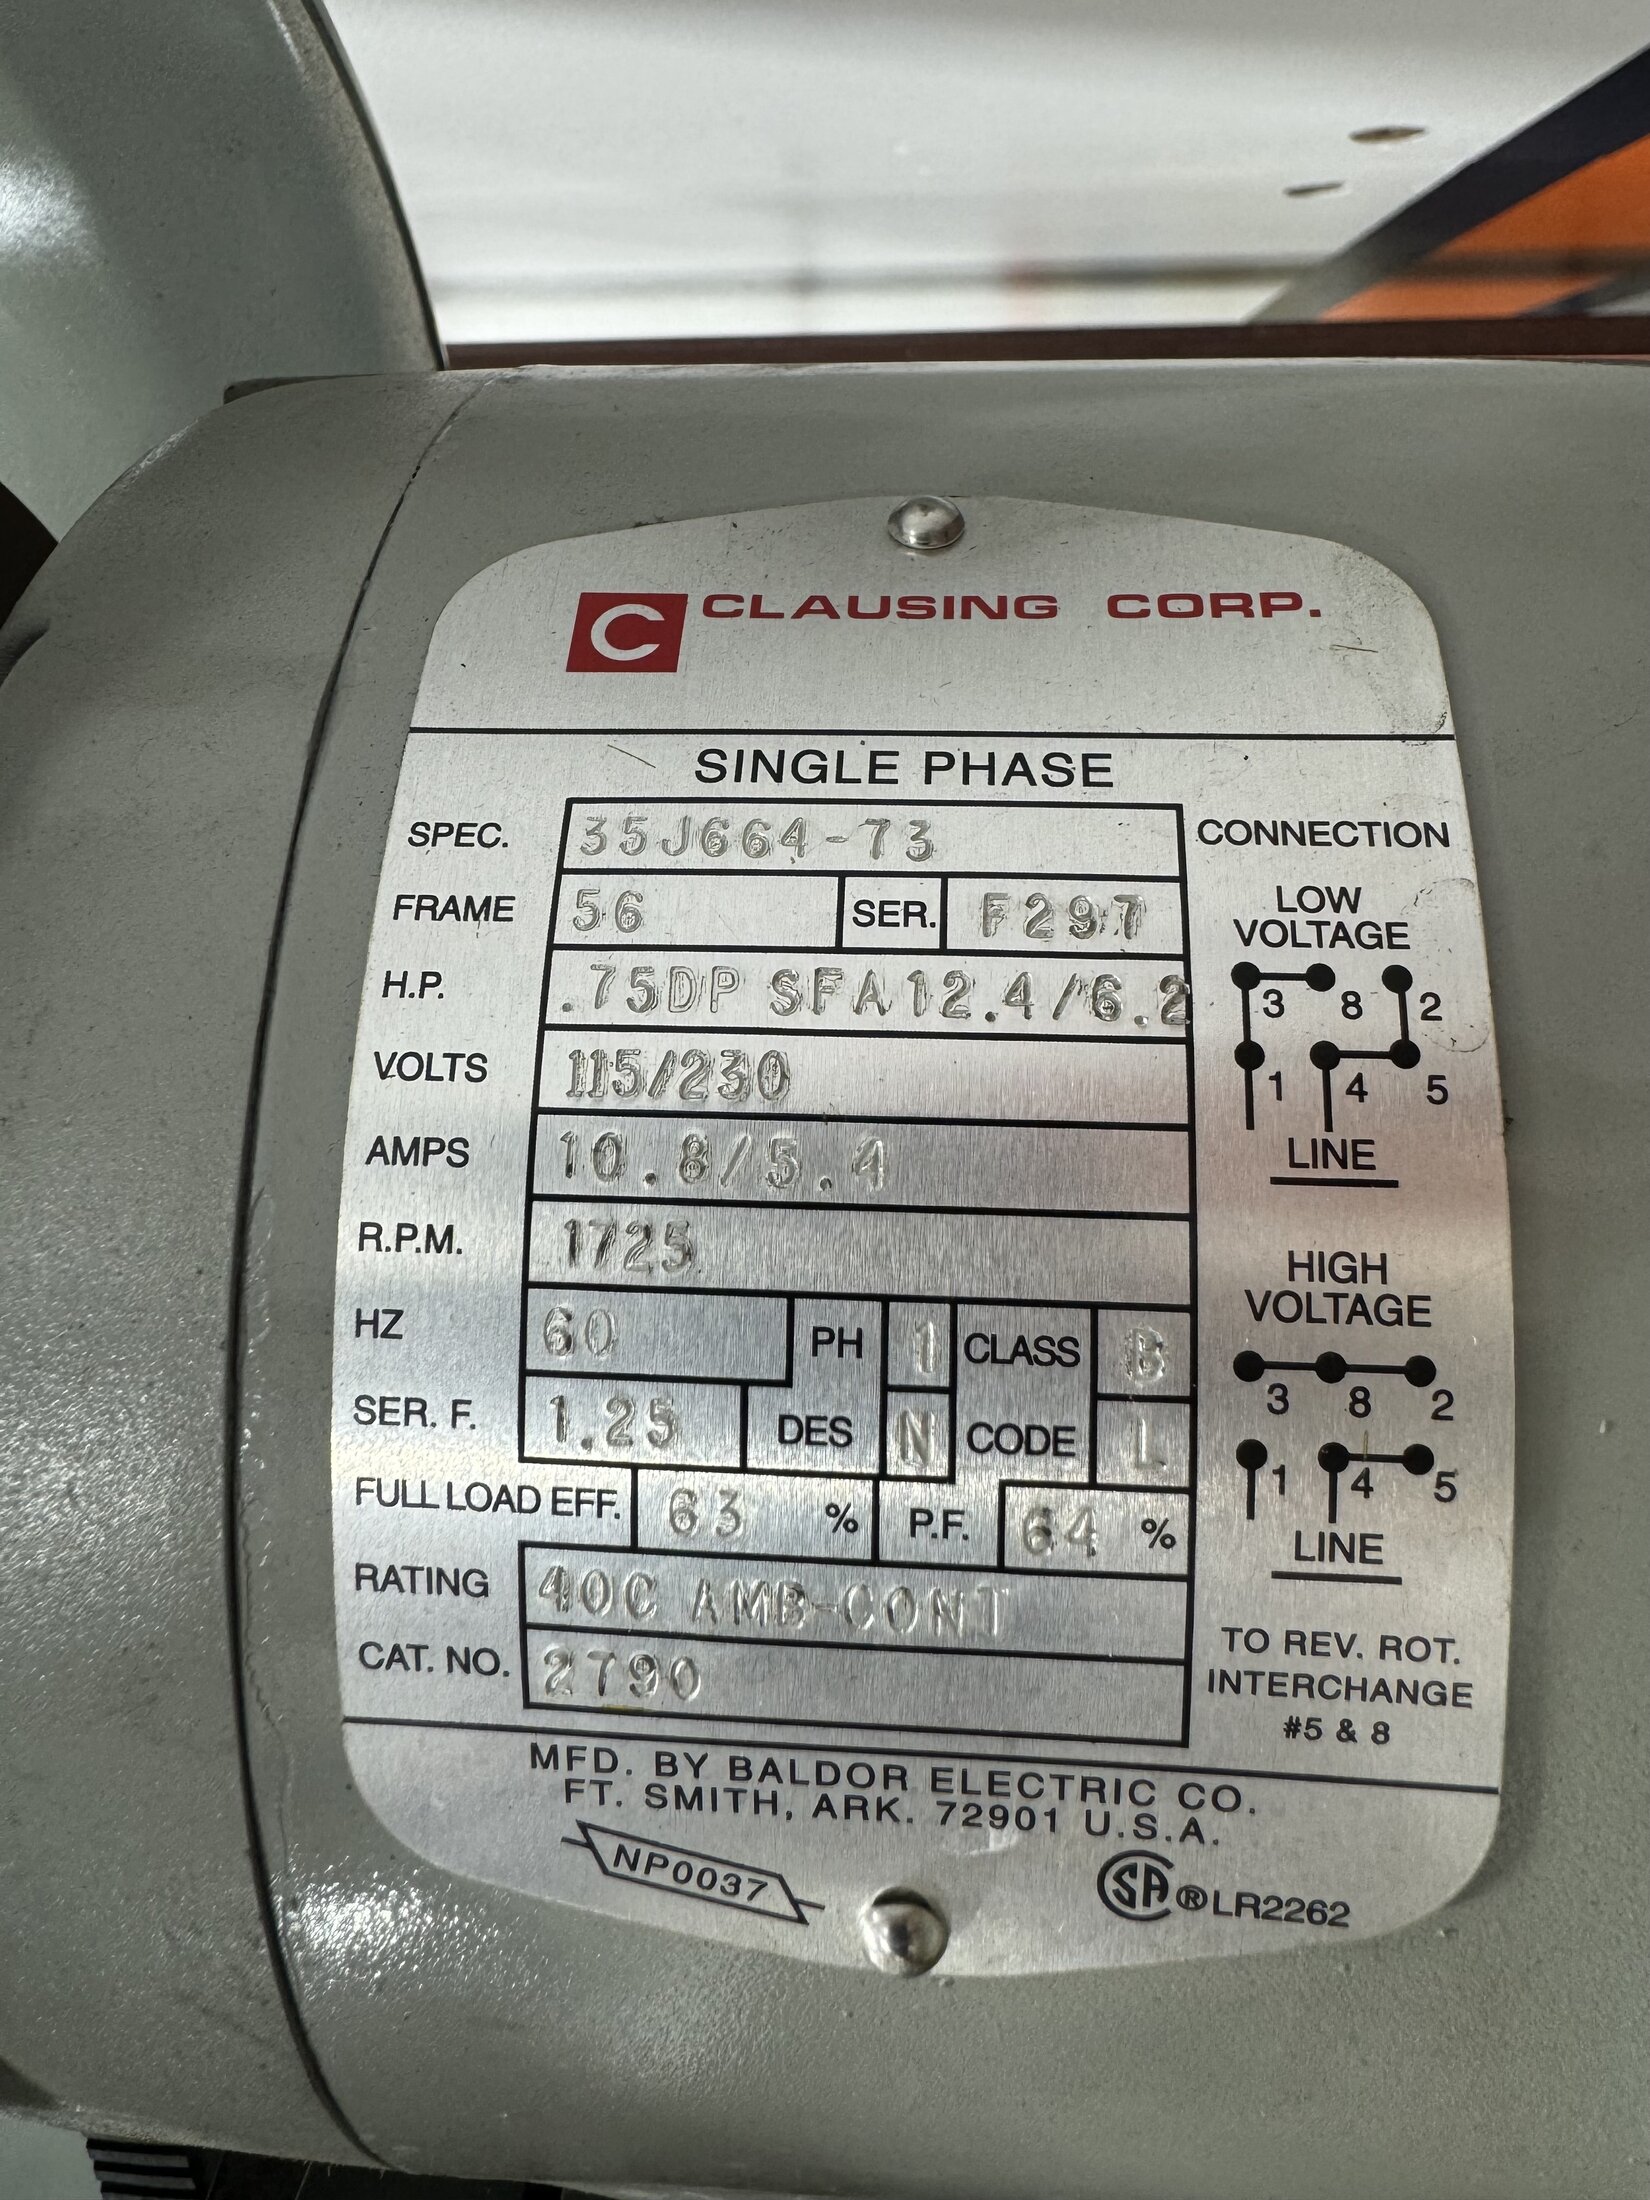 C CLAUSING CORP.
SINGLE PHASE
SPEC. 35J664-73
FRAME 56 SER. F297
H.P. .75DP SFA12.4/6.2
VOLTS 115/230
AMPS 10.8/5.4
R.P.M. 1725
HZ 60 PH 1 CLASS B
SER. F. 1.25 DES N CODE L
FULL LOAD EFF. 63 % P.F. 64 %
RATING 40C AMB-CONT
CAT. NO. 2790
CONNECTION
LOW
VOLTAGE
3 8 2
1 4 5
LINE
HIGH
VOLTAGE
3 8 2
1 4 5
LINE
TO REV. ROT.
INTERCHANGE
#5 & 8
MFD. BY BALDOR ELECTRIC CO.
FT. SMITH, ARK. 72901 U.S.A.
NP0037
SA ® LR2262